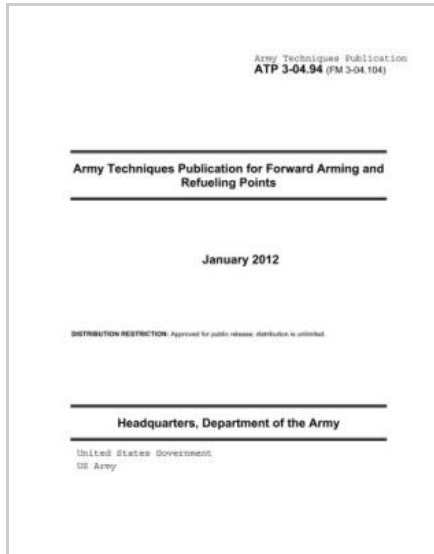 Army Techniques Publication
ATP 3-04.94 (FM 3-04.104)
Army Techniques Publication for Forward Arming and
Refueling Points
January 2012
DISTRIBUTION RESTRICTION: Approved for public release; distribution is unlimited.
Headquarters, Department of the Army
United States Government
US Army